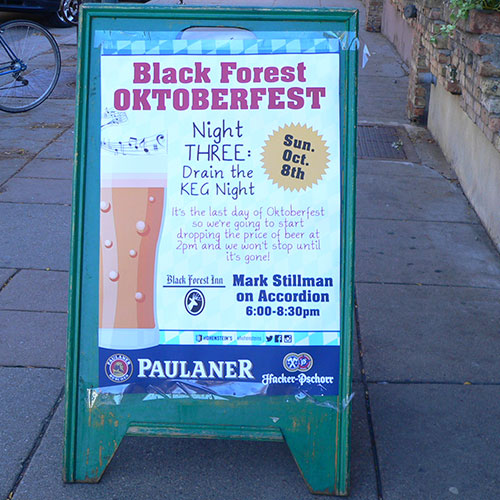 Black Forest
OKTOBERFEST
Night
THREE:
Drain the
KEG Night
Sun.
Oct.
8th
It's the last day of Oktoberfest
so we're going to start
dropping the price of beer at
2pm and we won't stop until
it's gone!
Black Forest Inn
Mark Stillman
on Accordion
6:00-8:30pm
HOHENSTEIN'S
PAULANER
PAULANER
Hacker-Pschorr